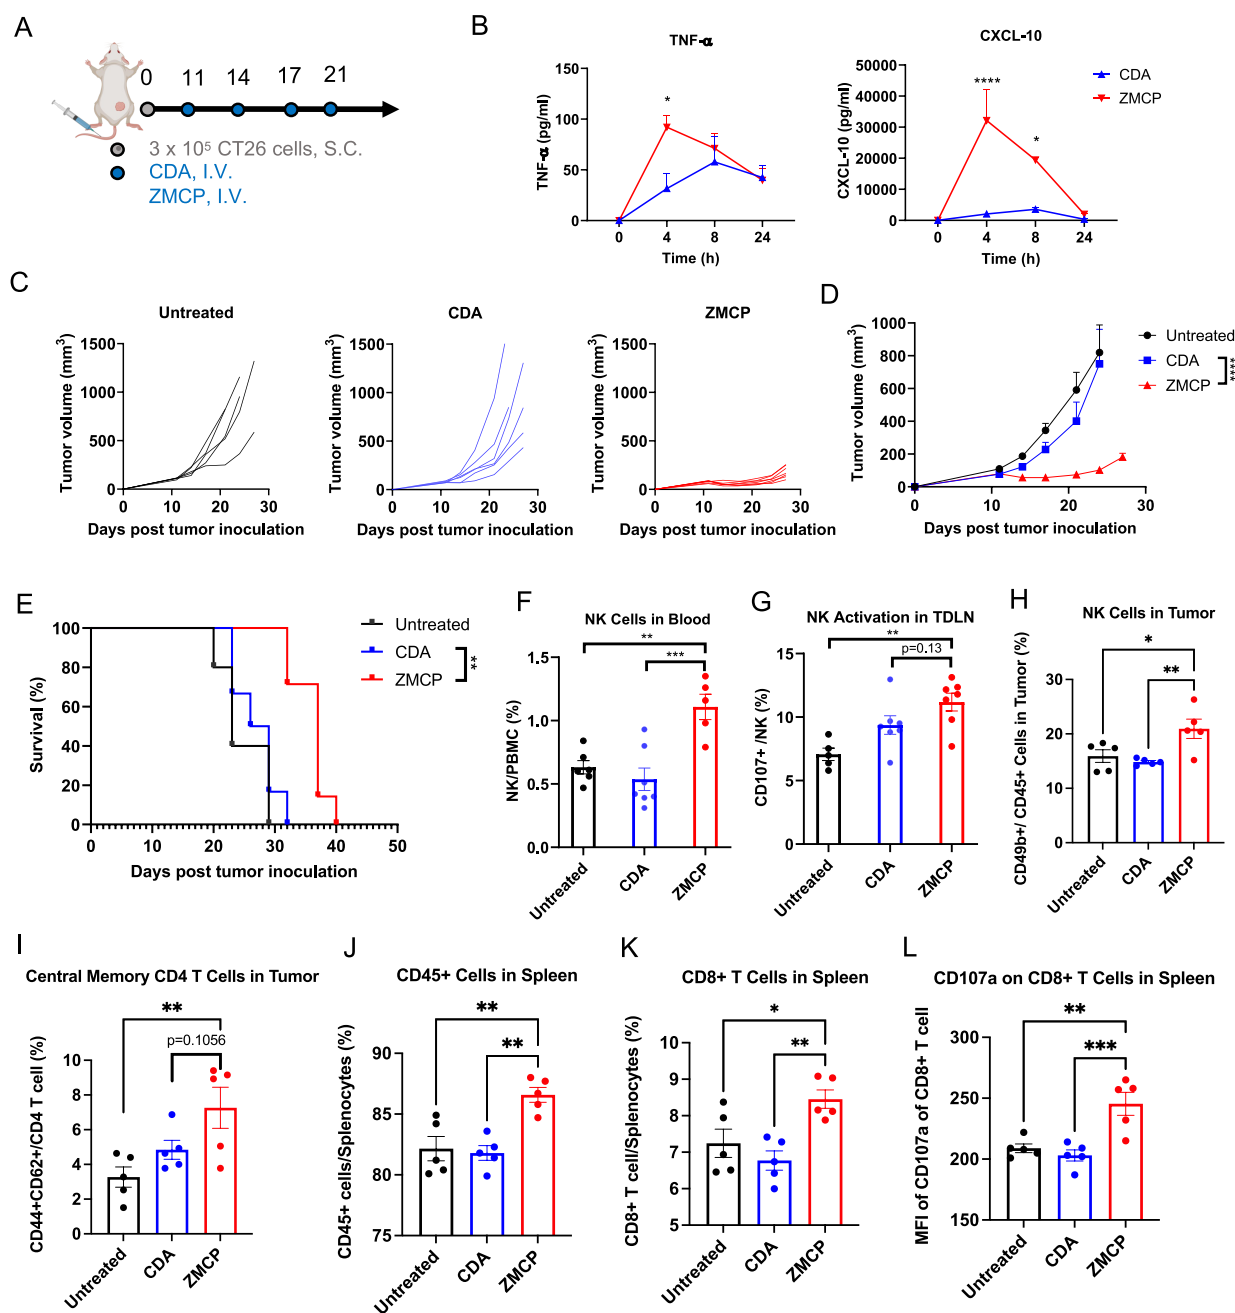 A
0 11 14 17 21
3 x 10⁵ CT26 cells, S.C.
CDA, I.V.
ZMCP, I.V.
B
TNF-α
TNF-α (pg/ml)
150
100
50
0
*
0 4 8 24
Time (h)
CXCL-10
CXCL-10 (pg/ml)
50000
40000
30000
20000
10000
0
****
*
0 4 8 24
Time (h)
CDA
ZMCP
C
Untreated
Tumor volume (mm³)
1500
1000
500
0
0 10 20 30
Days post tumor inoculation
CDA
Tumor volume (mm³)
1500
1000
500
0
0 10 20 30
Days post tumor inoculation
ZMCP
Tumor volume (mm³)
1500
1000
500
0
0 10 20 30
Days post tumor inoculation
D
Tumor volume (mm³)
1000
800
600
400
200
0
0 10 20 30
Days post tumor inoculation
Untreated
CDA
ZMCP
****
E
Survival (%)
100
80
60
40
20
0
0 10 20 30 40 50
Days post tumor inoculation
Untreated
CDA
ZMCP
**
F
NK Cells in Blood
**
***
NK/PBMC (%)
1.5
1.0
0.5
0.0
Untreated CDA ZMCP
G
NK Activation in TDLN
**
p=0.13
CD107+ /NK (%)
15
10
5
0
Untreated CDA ZMCP
H
NK Cells in Tumor
*
**
CD49b+/ CD45+ Cells in Tumor (%)
30
20
10
0
Untreated CDA ZMCP
I
Central Memory CD4 T Cells in Tumor
**
p=0.1056
CD44+CD62+/CD4 T cell (%)
10
8
6
4
2
0
Untreated CDA ZMCP
J
CD45+ Cells in Spleen
**
**
CD45+ cells/Splenocytes (%)
90
85
80
75
Untreated CDA ZMCP
K
CD8+ T Cells in Spleen
*
**
CD8+ T cell/Splenocytes (%)
10
9
8
7
6
5
Untreated CDA ZMCP
L
CD107a on CD8+ T Cells in Spleen
**
***
MFI of CD107a of CD8+ T cell
300
250
200
150
Untreated CDA ZMCP